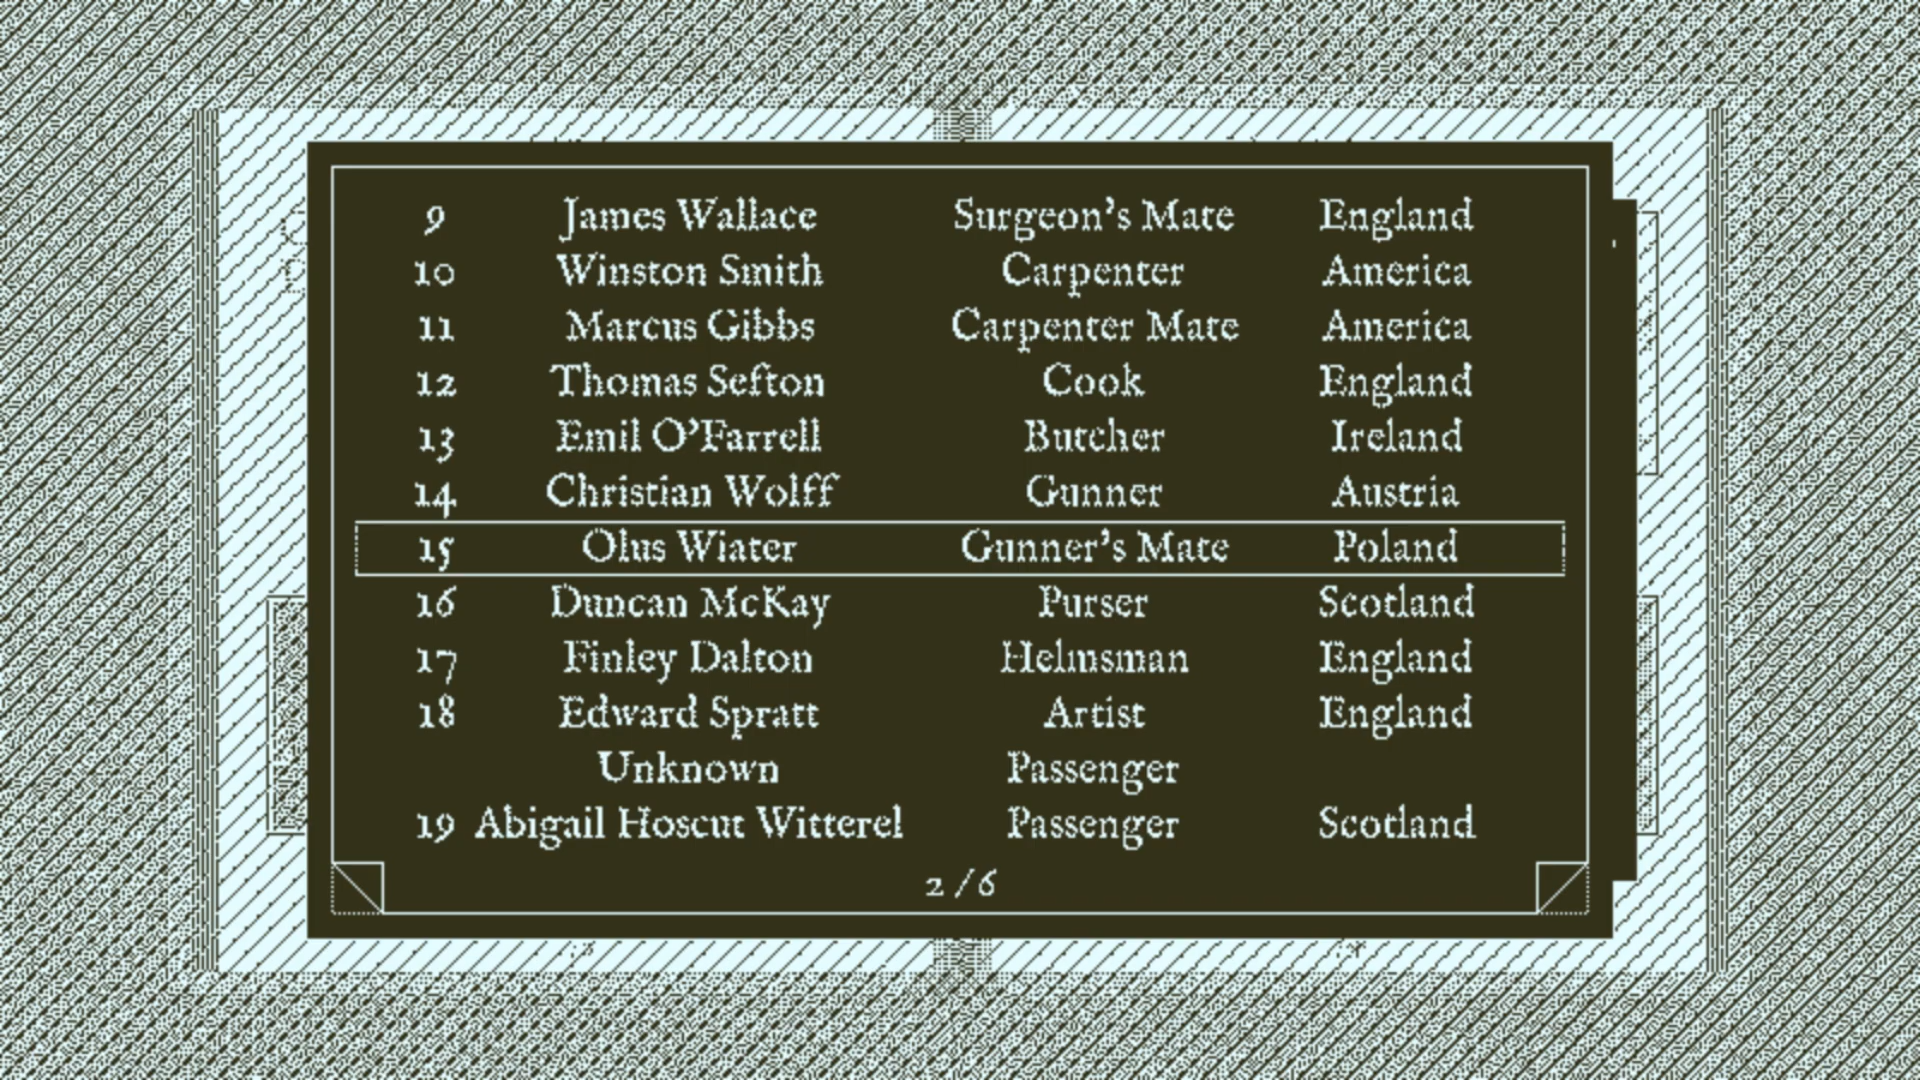 9 James Wallace Surgeon's Mate England
10 Winston Smith Carpenter America
11 Marcus Gibbs Carpenter Mate America
12 Thomas Sefton Cook England
13 Emil O'Farrell Butcher Ireland
14 Christian Wolff Gunner Austria
15 Olus Wiater Gunner's Mate Poland
16 Duncan McKay Purser Scotland
17 Finley Dalton Helmsman England
18 Edward Spratt Artist England
Unknown Passenger
19 Abigail Hoscut Witterel Passenger Scotland
2 / 6